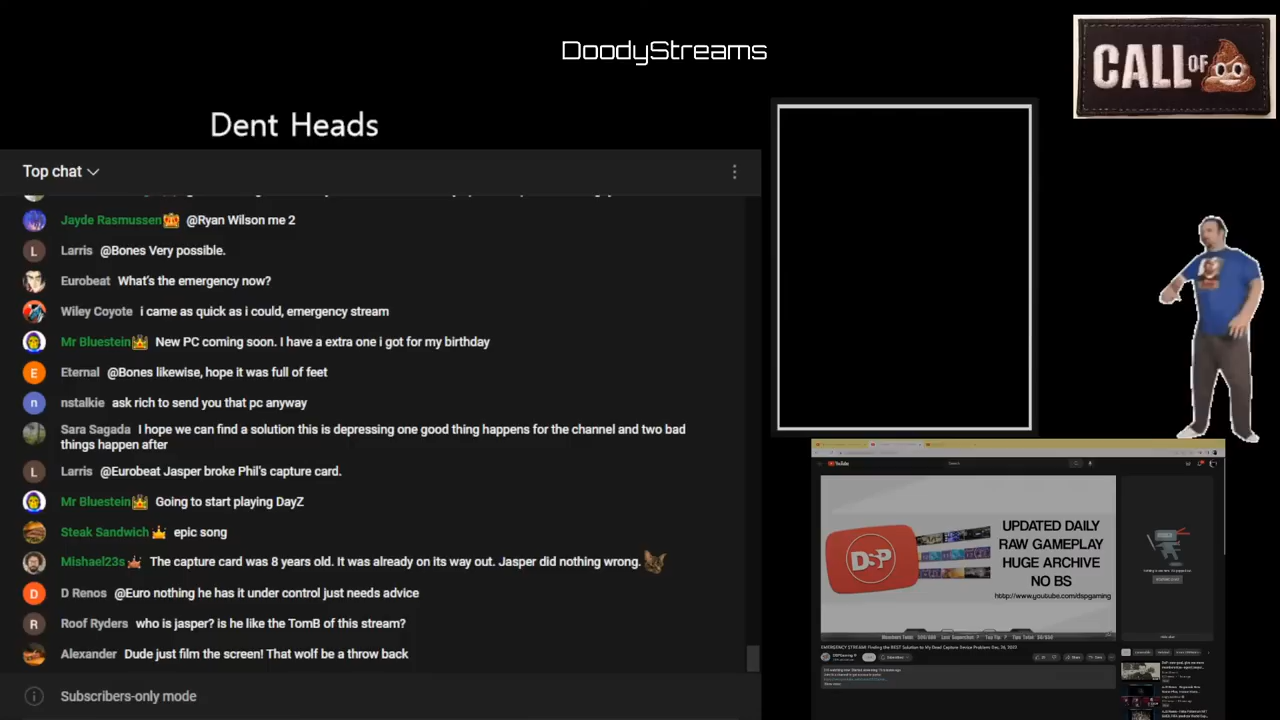 DoodyStreams
CALL OF
Dent Heads
Top chat
Jayde Rasmussen @Ryan Wilson me 2
L Larris @Bones Very possible.
Eurobeat What's the emergency now?
Wiley Coyote i came as quick as i could, emergency stream
Mr Bluestein New PC coming soon. I have a extra one i got for my birthday
E Eternal @Bones likewise, hope it was full of feet
n nstalkie ask rich to send you that pc anyway
Sara Sagada I hope we can find a solution this is depressing one good thing happens for the channel and two bad
things happen after
L Larris @Eurobeat Jasper broke Phil's capture card.
Mr Bluestein Going to start playing DayZ
Steak Sandwich epic song
Mishael23s The capture card was was old. It was already on its way out. Jasper did nothing wrong.
D D Renos @Euro nothing he has it under control just needs advice
R Roof Ryders who is jasper? is he like the TomB of this stream?
Alexander Dude just film the screen it wouldl rofl be a throw back
Subscribers-only mode
YouTube
Search
DSP
UPDATED DAILY
RAW GAMEPLAY
HUGE ARCHIVE
NO BS
http://www.youtube.com/dspgaming